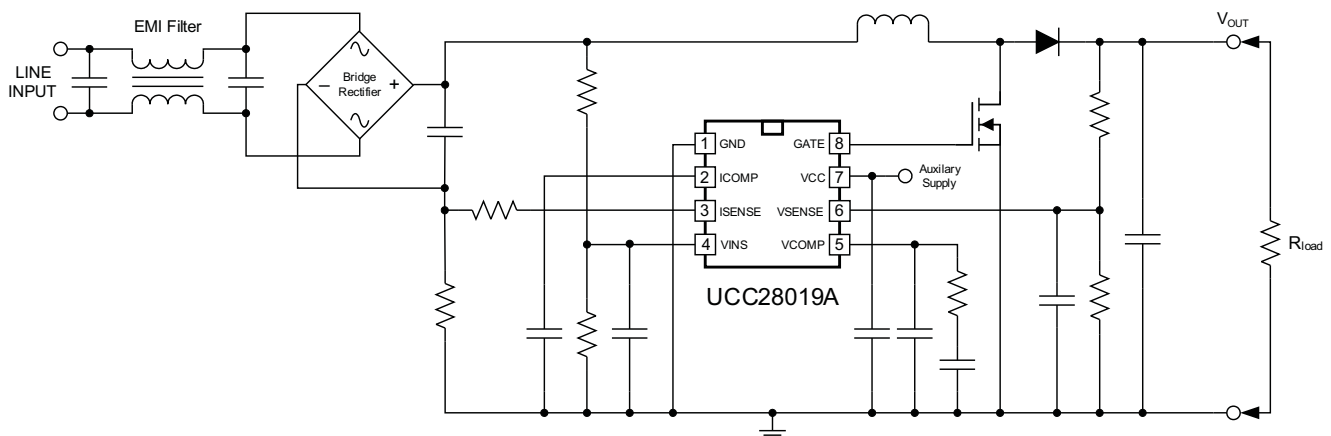 EMI Filter
LINE
INPUT
−
Bridge
Rectifier
+
V_OUT
R_load
1 GND
2 ICOMP
3 ISENSE
4 VINS
GATE 8
VCC 7
VSENSE 6
VCOMP 5
Auxilary
Supply
UCC28019A